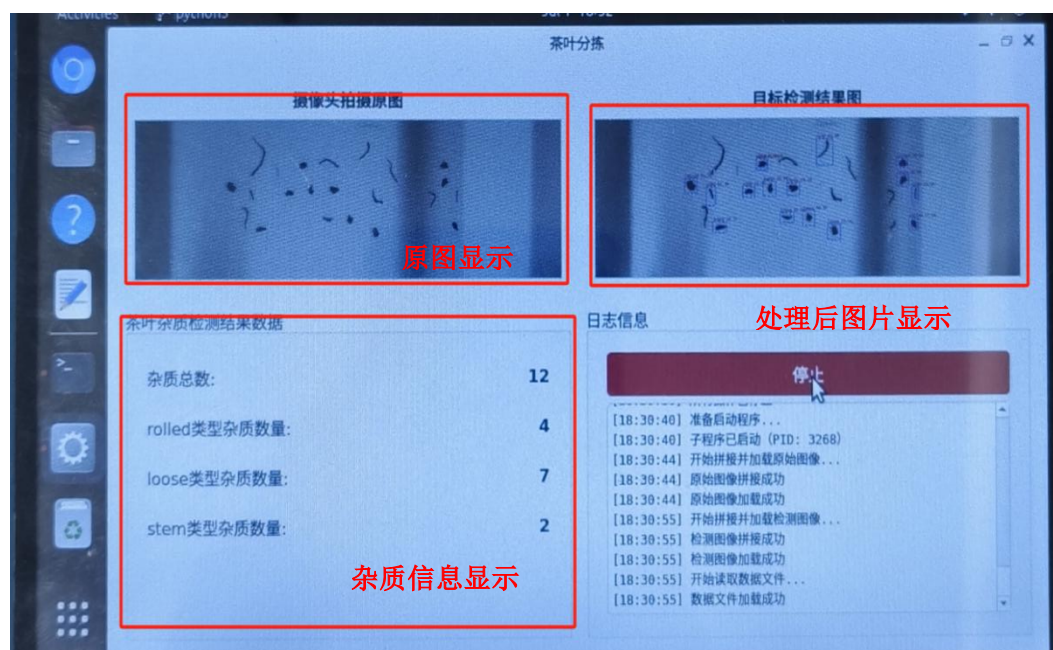 Activities
python3
茶叶分拣
摄像头拍摄原图
目标检测结果图
原图显示
处理后图片显示
茶叶杂质检测结果数据
杂质总数: 12
rolled类型杂质数量: 4
loose类型杂质数量: 7
stem类型杂质数量: 2
杂质信息显示
日志信息
停止
[18:30:40] 准备启动程序...
[18:30:40] 子程序已启动 (PID: 3268)
[18:30:44] 开始拼接并加载原始图像...
[18:30:44] 原始图像拼接成功
[18:30:44] 原始图像加载成功
[18:30:55] 开始拼接并加载检测图像...
[18:30:55] 检测图像拼接成功
[18:30:55] 检测图像加载成功
[18:30:55] 开始读取数据文件...
[18:30:55] 数据文件加载成功